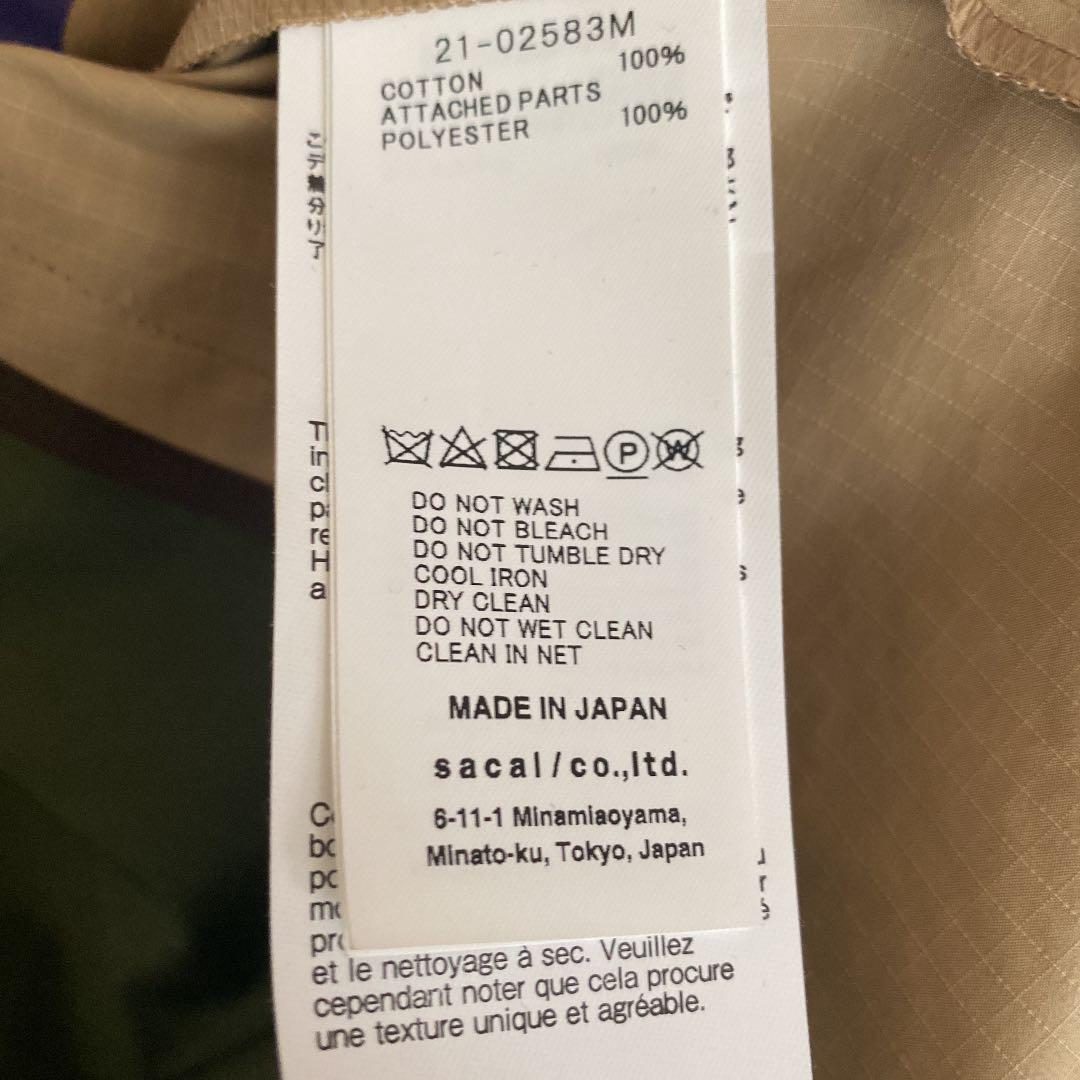 21-02583M
COTTON 100%
ATTACHED PARTS
POLYESTER 100%
P
W
DO NOT WASH
DO NOT BLEACH
DO NOT TUMBLE DRY
COOL IRON
DRY CLEAN
DO NOT WET CLEAN
CLEAN IN NET
MADE IN JAPAN
sacai/co.,ltd.
6-11-1 Minamiaoyama,
Minato-ku, Tokyo, Japan
et le nettoyage à sec. Veuillez
cependant noter que cela procure
une texture unique et agréable.